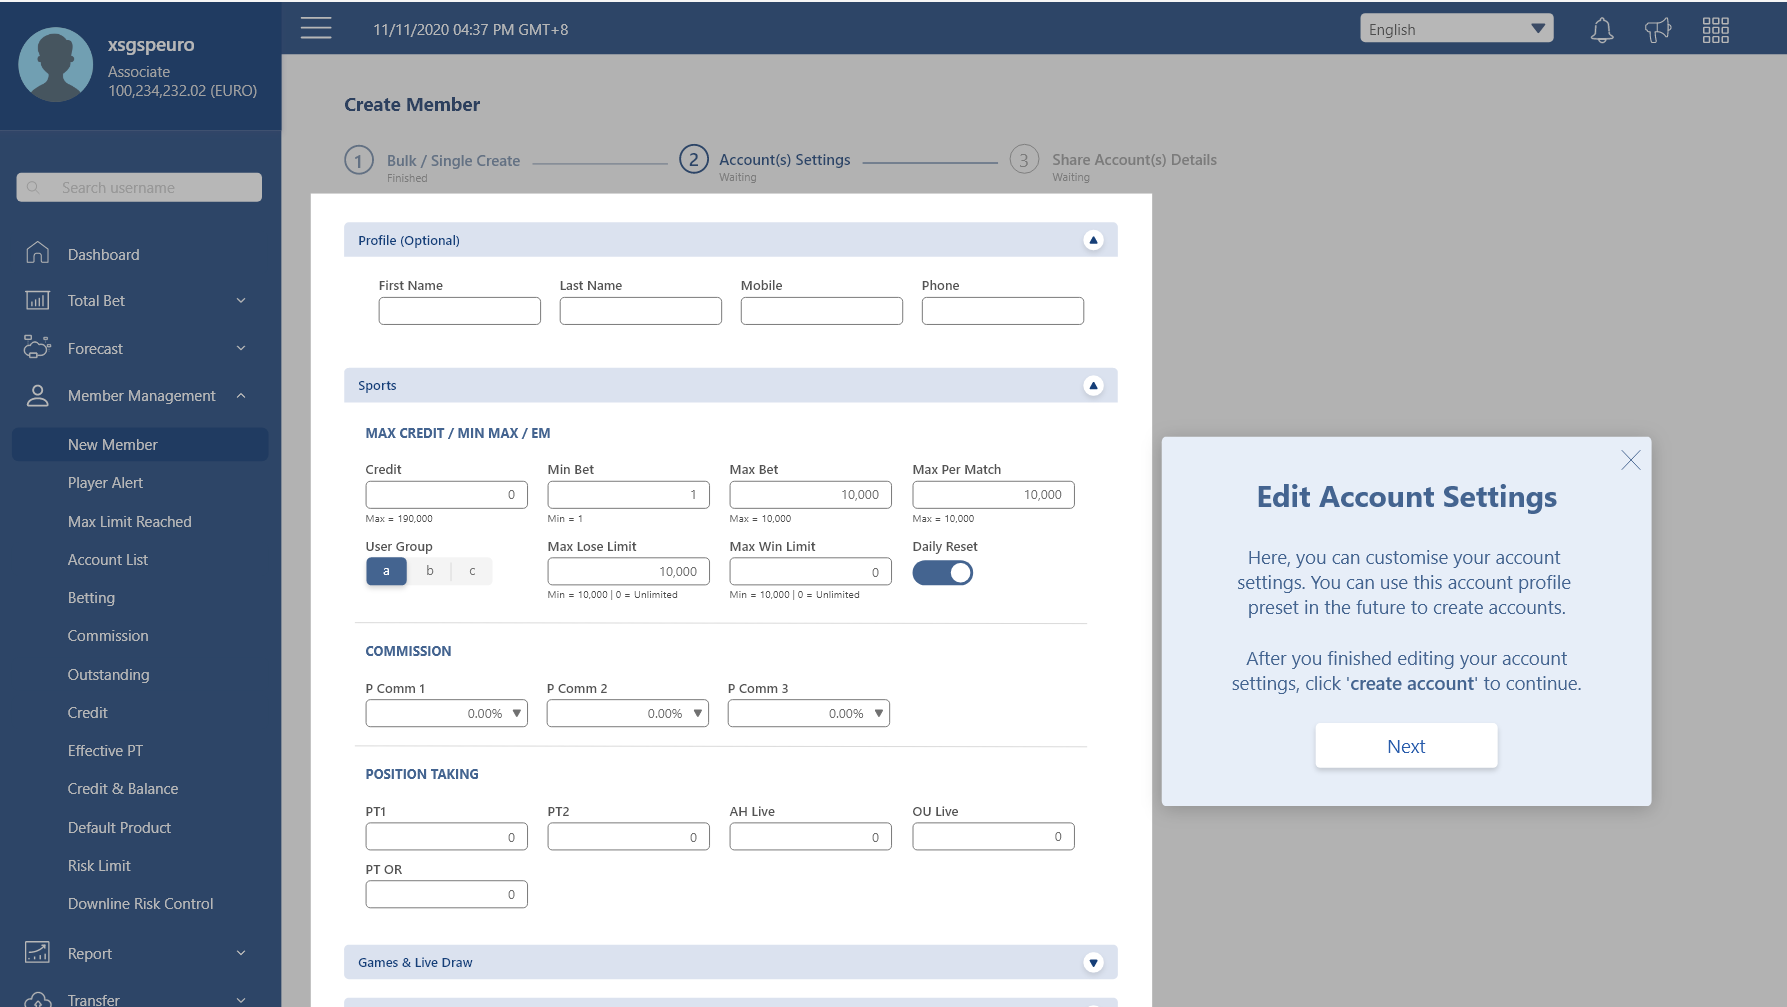 xsgspeuro
Associate
100,234,232.02 (EURO)
11/11/2020 04:37 PM GMT+8
English
Search username
Dashboard
Total Bet
Forecast
Member Management
New Member
Player Alert
Max Limit Reached
Account List
Betting
Commission
Outstanding
Credit
Effective PT
Credit & Balance
Default Product
Risk Limit
Downline Risk Control
Report
Transfer
Create Member
1 Bulk / Single Create
Finished
2 Account(s) Settings
Waiting
3 Share Account(s) Details
Waiting
Profile (Optional)
First Name Last Name Mobile Phone
Sports
MAX CREDIT / MIN MAX / EM
Credit Min Bet Max Bet Max Per Match
0 1 10,000 10,000
Max = 190,000 Min = 1 Max = 10,000 Max = 10,000
User Group Max Lose Limit Max Win Limit Daily Reset
a b c 10,000 0
Min = 10,000 | 0 = Unlimited Min = 10,000 | 0 = Unlimited
COMMISSION
P Comm 1 P Comm 2 P Comm 3
0.00% 0.00% 0.00%
POSITION TAKING
PT1 PT2 AH Live OU Live
0 0 0 0
PT OR
0
Games & Live Draw
Edit Account Settings
Here, you can customise your account
settings. You can use this account profile
preset in the future to create accounts.
After you finished editing your account
settings, click 'create account' to continue.
Next